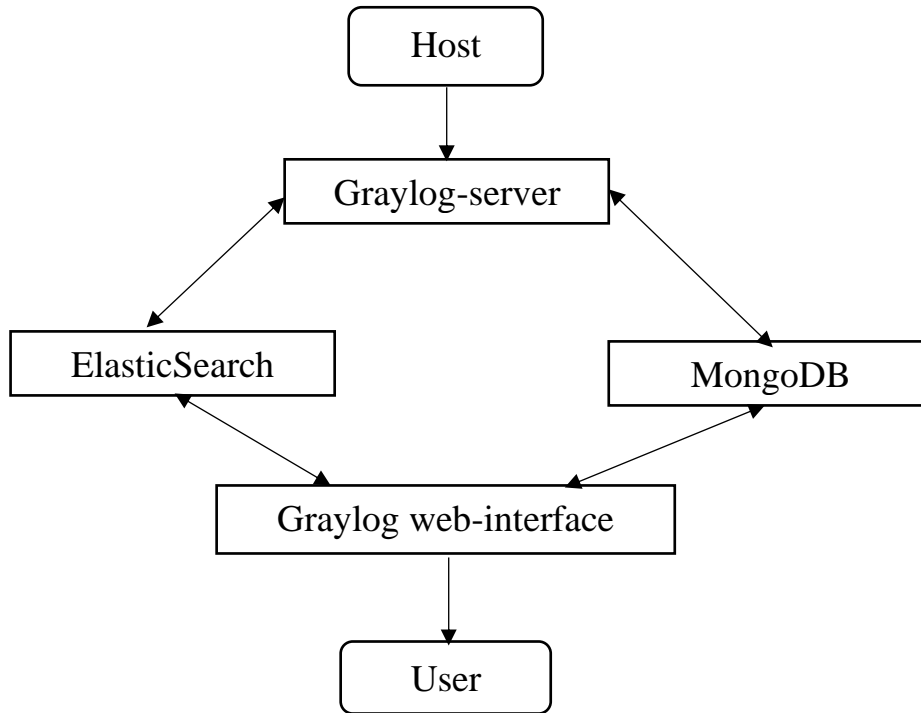 Host
Graylog-server
ElasticSearch
MongoDB
Graylog web-interface
User